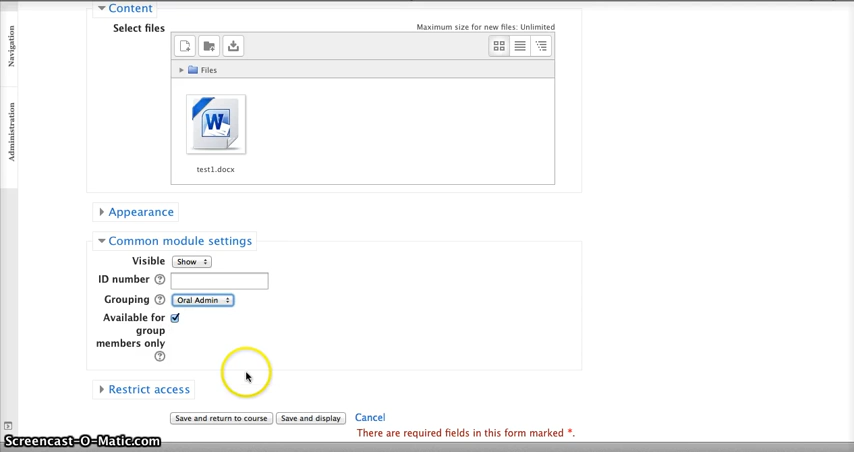 Content
Navigation
Select files
Maximum size for new files: Unlimited
Files
Administration
W
test1.docx
Appearance
Common module settings
Visible
Show
ID number
Grouping
Oral Admin
Available for
group
members only
Restrict access
Save and return to course
Save and display
Cancel
There are required fields in this form marked *.
Screencast-O-Matic.com